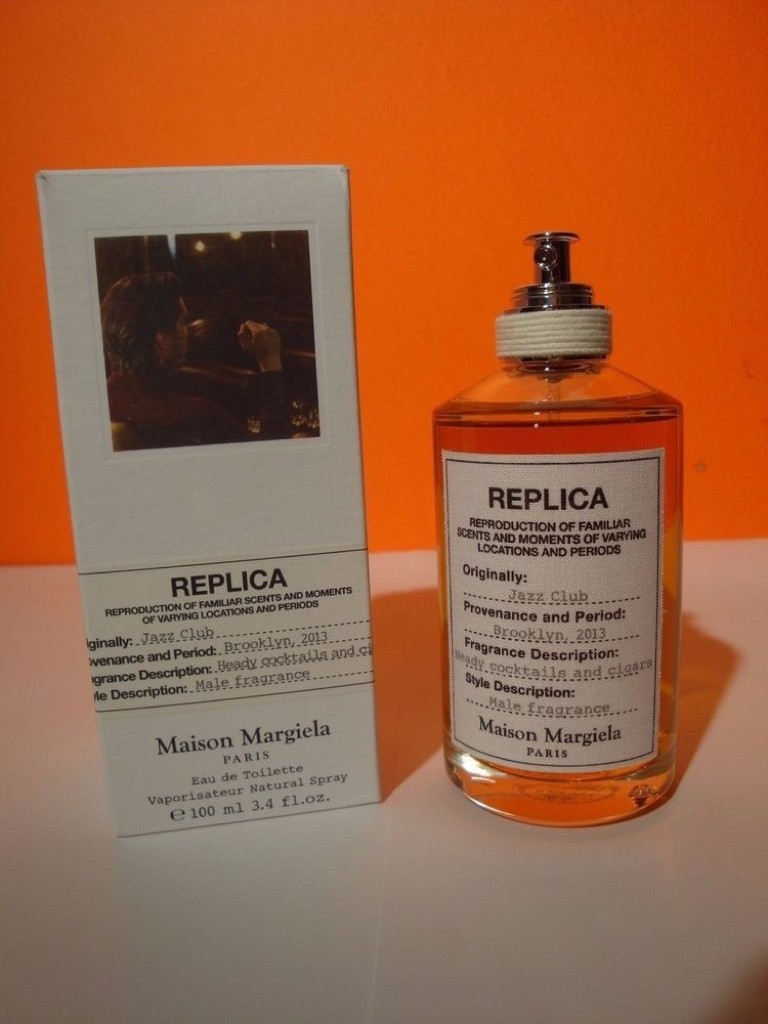 REPLICA
REPRODUCTION OF FAMILIAR SCENTS AND MOMENTS
OF VARYING LOCATIONS AND PERIODS
iginally: Jazz Club
ovenance and Period: Brooklyn, 2013
agrance Description: Heady cocktails and ci
yle Description: Male fragrance
Maison Margiela
PARIS
Eau de Toilette
Vaporisateur Natural Spray
℮ 100 ml 3.4 fl.oz.
REPLICA
REPRODUCTION OF FAMILIAR
SCENTS AND MOMENTS OF VARYING
LOCATIONS AND PERIODS
Originally:
Jazz Club
Provenance and Period:
Brooklyn, 2013
Fragrance Description:
Heady cocktails and cigars
Style Description:
Male fragrance
Maison Margiela
PARIS